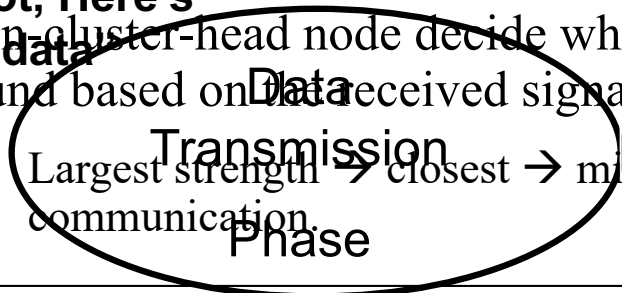 ot, Here's
data"
n-cluster-head node decide wh
und based on the received signa
Data
Transmission
Phase
Largest strength → closest → mi
communication.